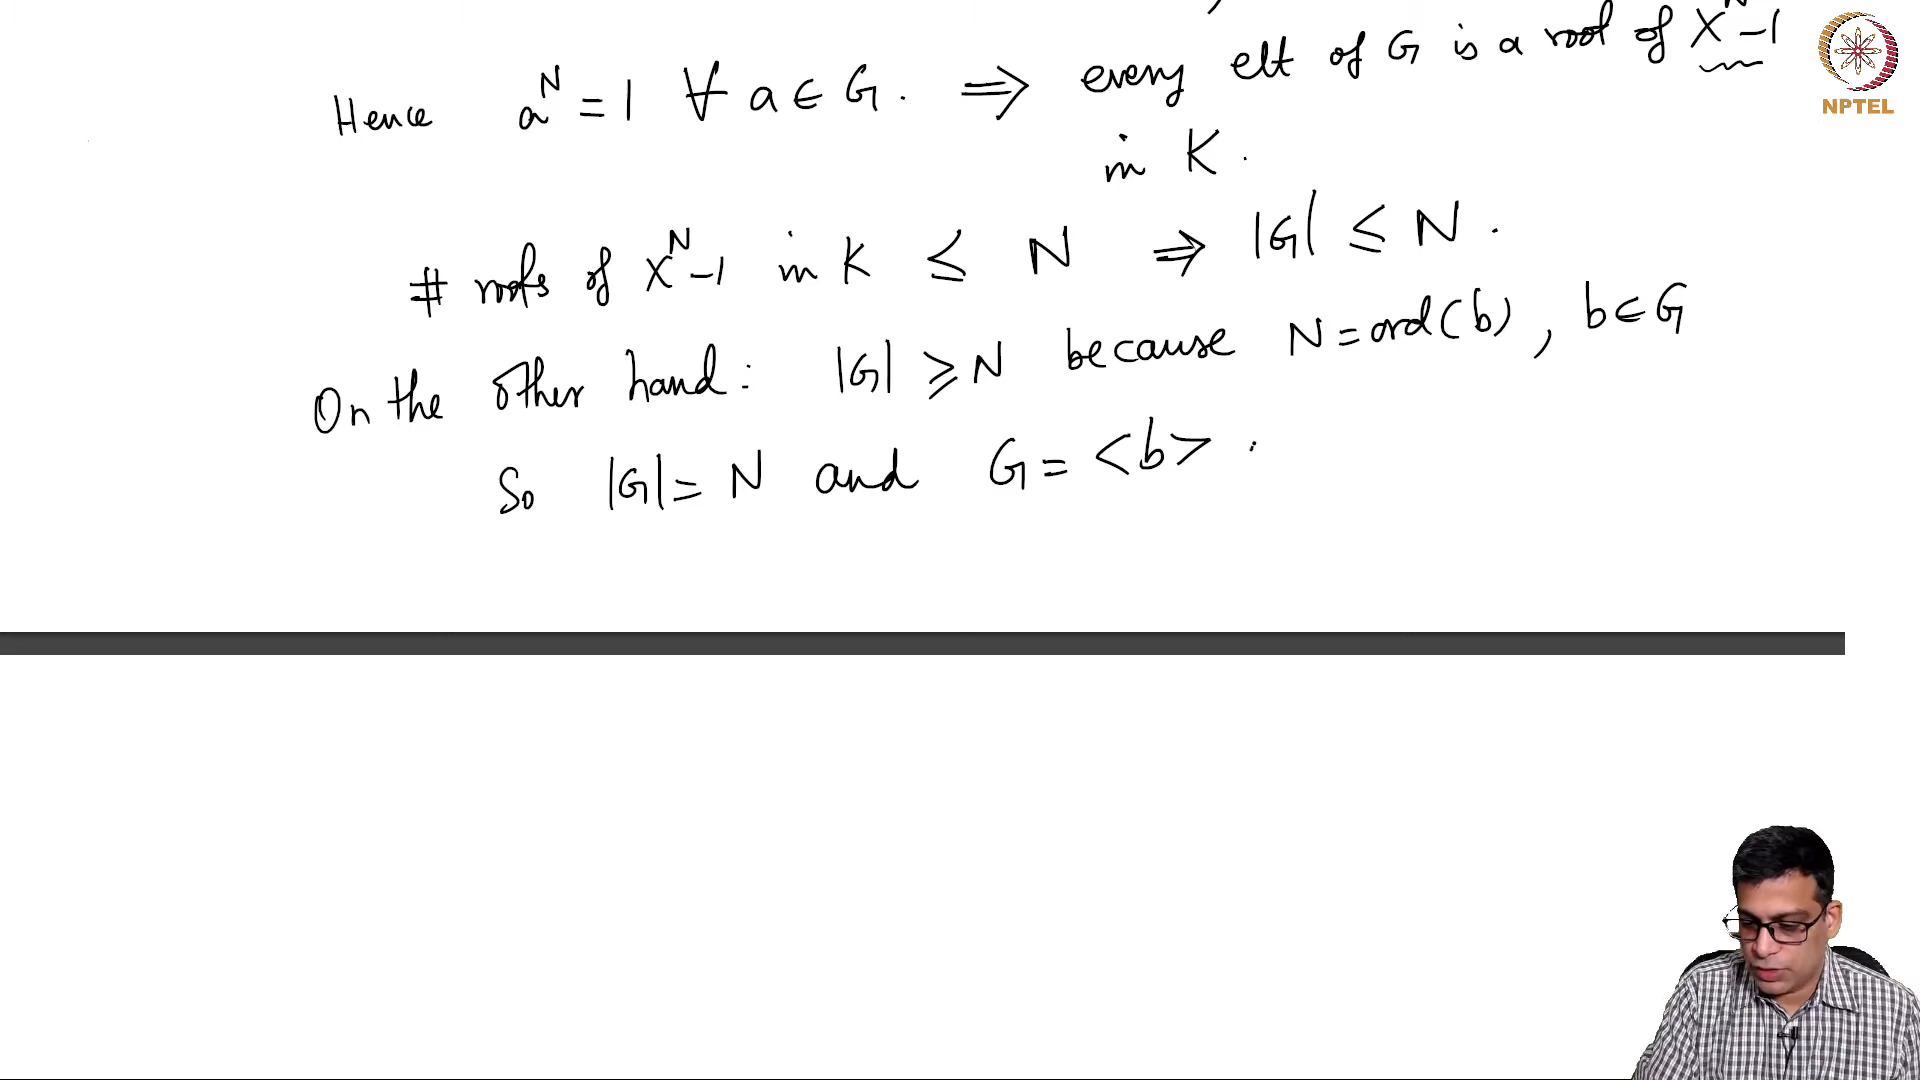 Hence a^N = 1 ∀ a ∈ G. ⇒ every elt of G is a root of X^N - 1
in K.
# roots of X^N - 1 in K ≤ N ⇒ |G| ≤ N.
On the other hand: |G| ≥ N because N = ord(b), b ∈ G
So |G| = N and G = <b>.
NPTEL